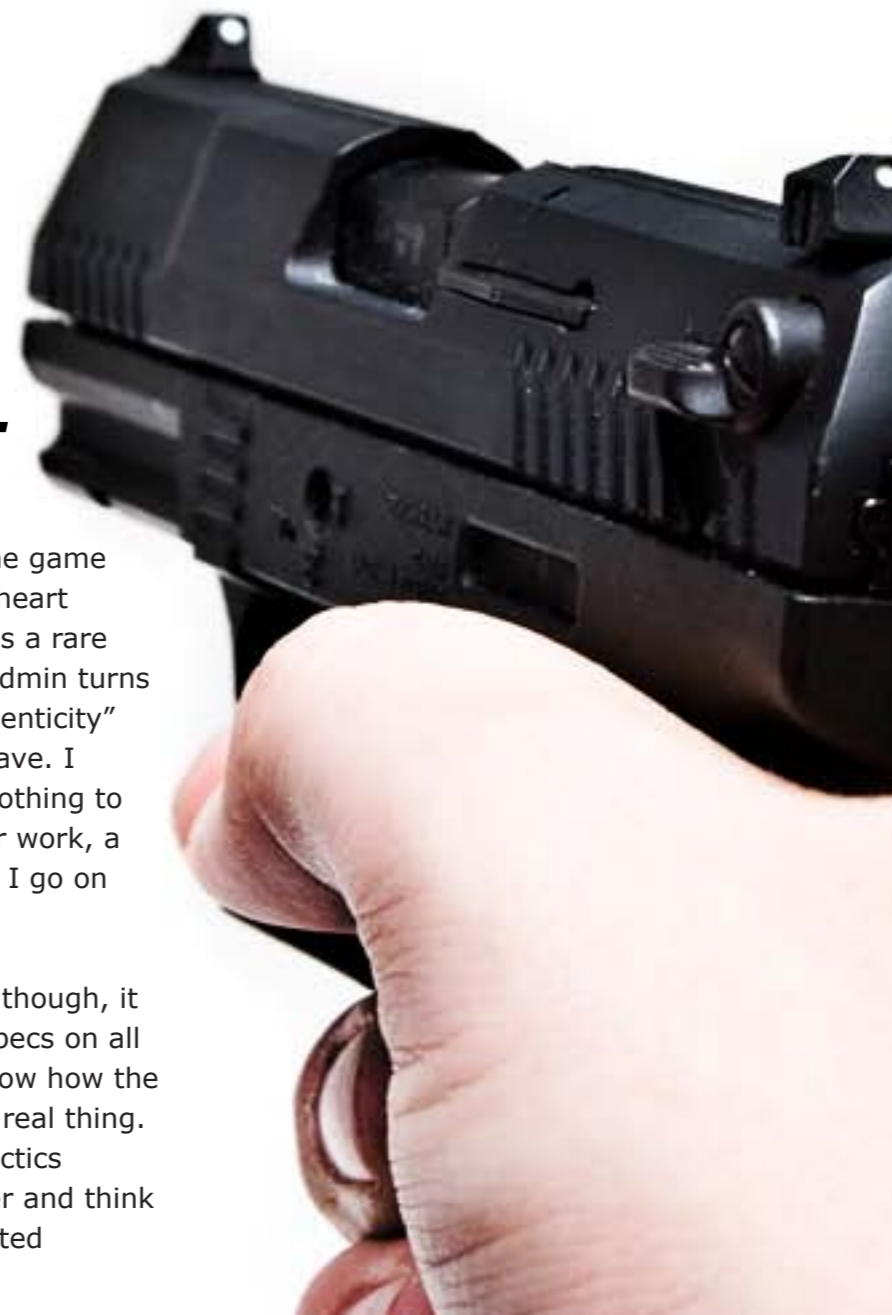 game
heart
s a rare
dmin turns
enticity”
ave. I
othing to
r work, a
I go on
though, it
pecs on all
ow how the
real thing.
ctics
r and think
ted